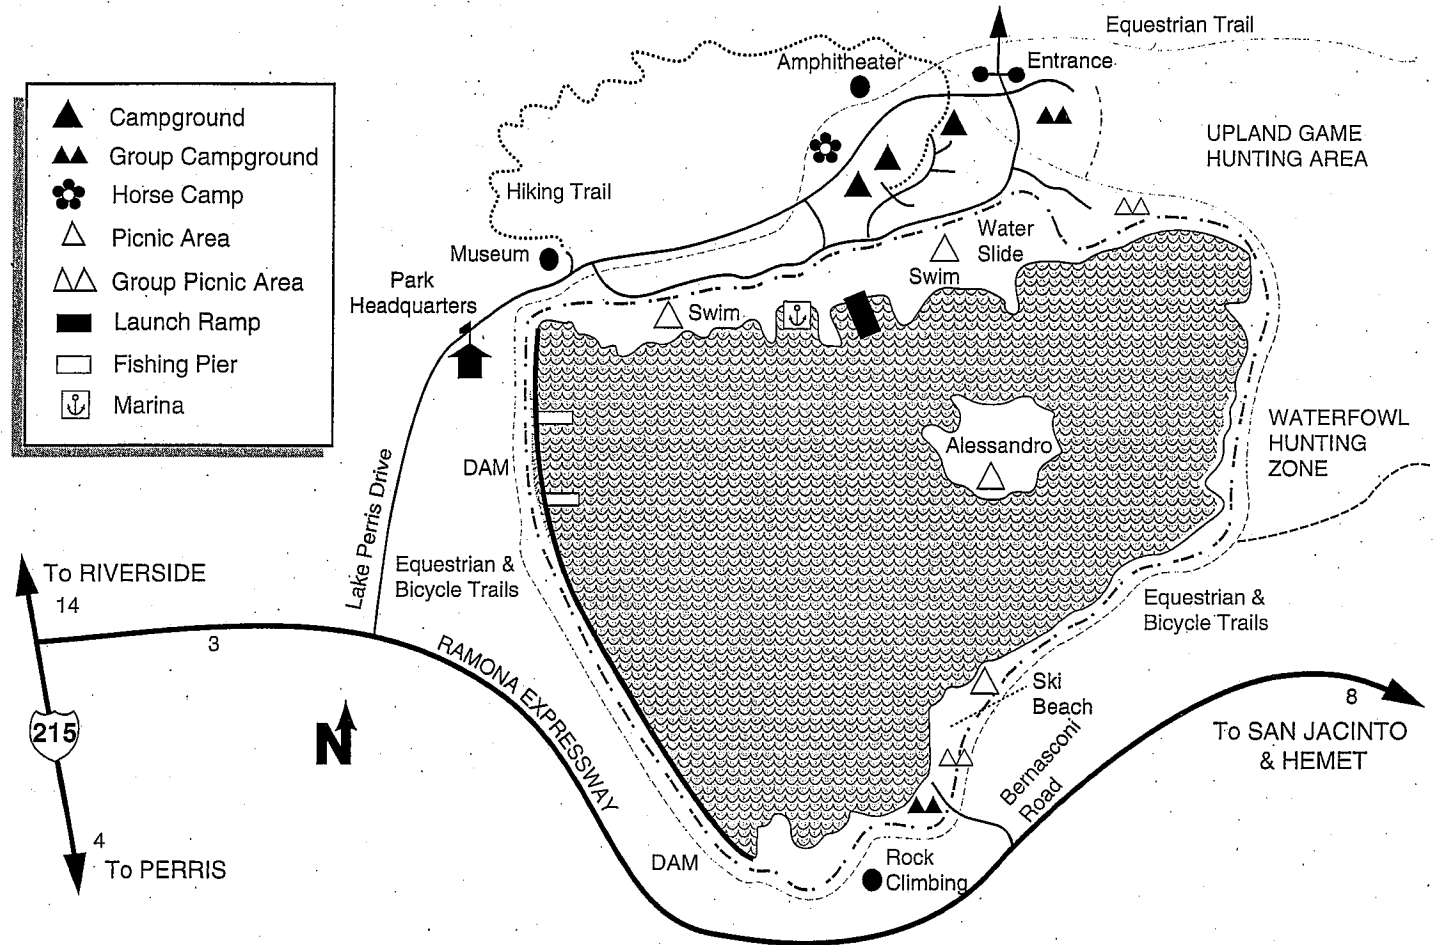 Equestrian Trail
Amphitheater
Entrance
Campground
Group Campground
Horse Camp
Picnic Area
Group Picnic Area
Launch Ramp
Fishing Pier
Marina
UPLAND GAME
HUNTING AREA
Hiking Trail
Museum
Water
Slide
Swim
Park
Headquarters
Swim
WATERFOWL
HUNTING
ZONE
Alessandro
DAM
Lake Perris Drive
Equestrian &
Bicycle Trails
To RIVERSIDE
14
3
Equestrian &
Bicycle Trails
RAMONA EXPRESSWAY
Ski
Beach
215
N
8
To SAN JACINTO
& HEMET
Bernasconi
Road
4
To PERRIS
DAM
Rock
Climbing